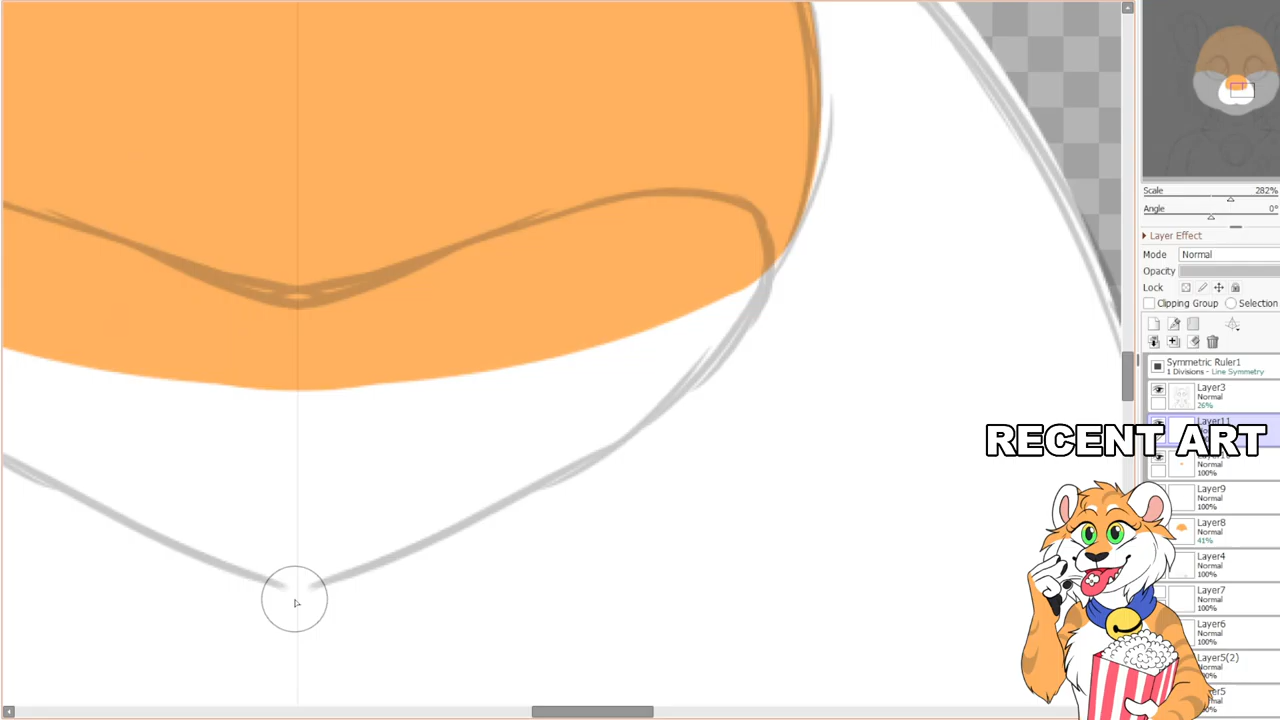 Scale 282%
Angle 0°
Layer Effect
Mode Normal
Opacity
Lock
Clipping Group Selection
Symmetric Ruler1
1 Divisions - Line Symmetry
Layer3
Normal
26%
Layer11
RECENT ART
Normal
100%
Layer9
Normal
100%
Layer8
Normal
41%
Layer4
Normal
100%
Layer7
Normal
100%
Layer6
Normal
100%
Layer5(2)